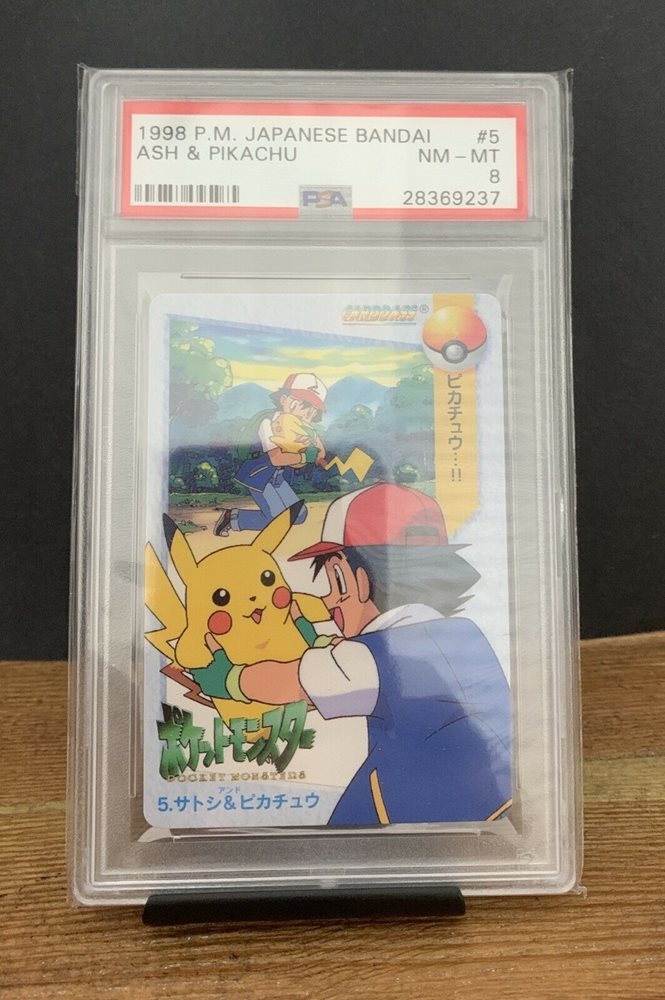 1998 P.M. JAPANESE BANDAI #5
ASH & PIKACHU NM – MT
8
PSA 28369237
CARDDASS®
ピカチュウ…!!
ポケットモンスター
POCKET MONSTERS
アンド
5.サトシ&ピカチュウ